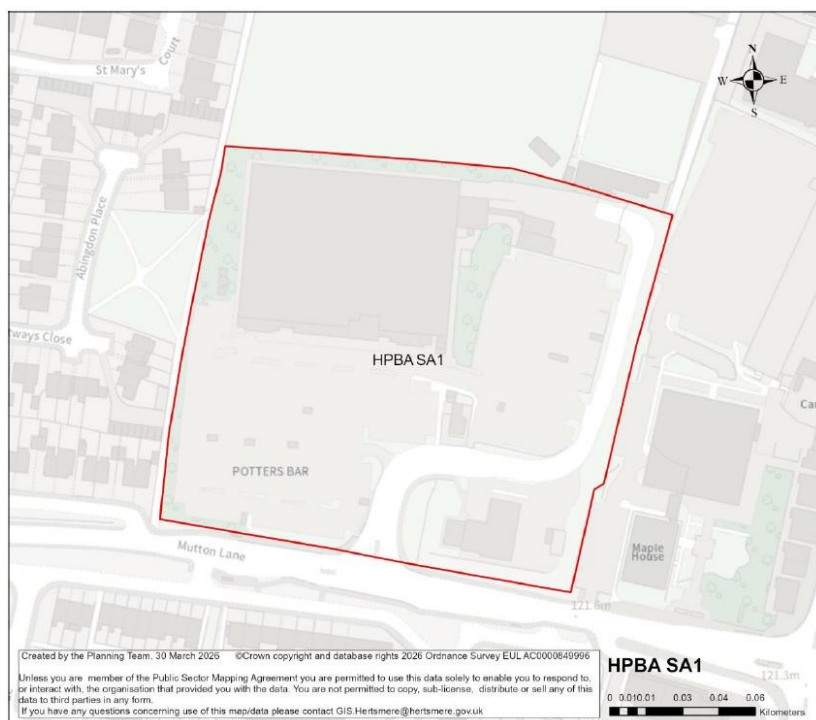 St Mary's
Court
N
W E
S
Abingdon Place
tways Close
HPBA SA1
POTTERS BAR
Mutton Lane
Ca
Maple
House
121.6m
121.3m
Created by the Planning Team, 30 March 2026 ©Crown copyright and database rights 2026 Ordnance Survey EUL AC0000849996
Unless you are member of the Public Sector Mapping Agreement you are permitted to use this data solely to enable you to respond to,
or interact with, the organisation that provided you with the data. You are not permitted to copy, sub-license, distribute or sell any of this
data to third parties in any form.
If you have any questions concerning use of this map/data please contact GIS.Hertsmere@hertsmere.gov.uk
HPBA SA1
0 0.010.01 0.03 0.04 0.06
Kilometers